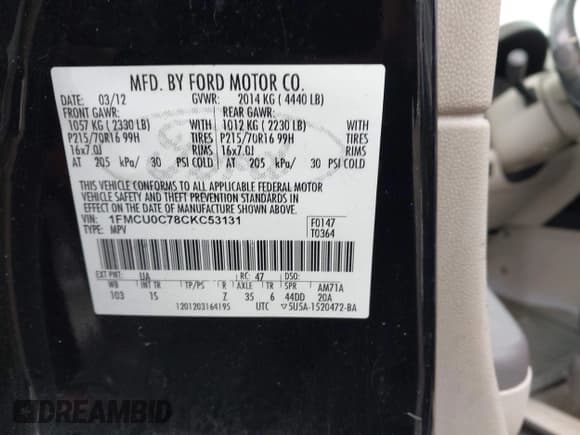 MFD. BY FORD MOTOR CO.
DATE: 03/12 GVWR: 2014 KG ( 4440 LB)
FRONT GAWR: REAR GAWR:
1057 KG ( 2330 LB) WITH 1012 KG ( 2230 LB) WITH
P215/70R16 99H TIRES P215/70R16 99H TIRES
16x7.0J RIMS 16x7.0J RIMS
AT 205 kPa/ 30 PSI COLD AT 205 kPa/ 30 PSI COLD
THIS VEHICLE CONFORMS TO ALL APPLICABLE FEDERAL MOTOR
VEHICLE SAFETY AND THEFT PREVENTION STANDARDS IN EFFECT
ON THE DATE OF MANUFACTURE SHOWN ABOVE.
VIN: 1FMCU0C78CKC53131 F0147
TYPE: MPV T0364
EXT PNT: UA RC: 47 DSO:
WB INT TR TP/PS R AXLE TR SPR AM71A
103 1S Z 35 6 44DD 20A
120120316419S UTC ▽5U5A-1520472-BA
DREAMBID